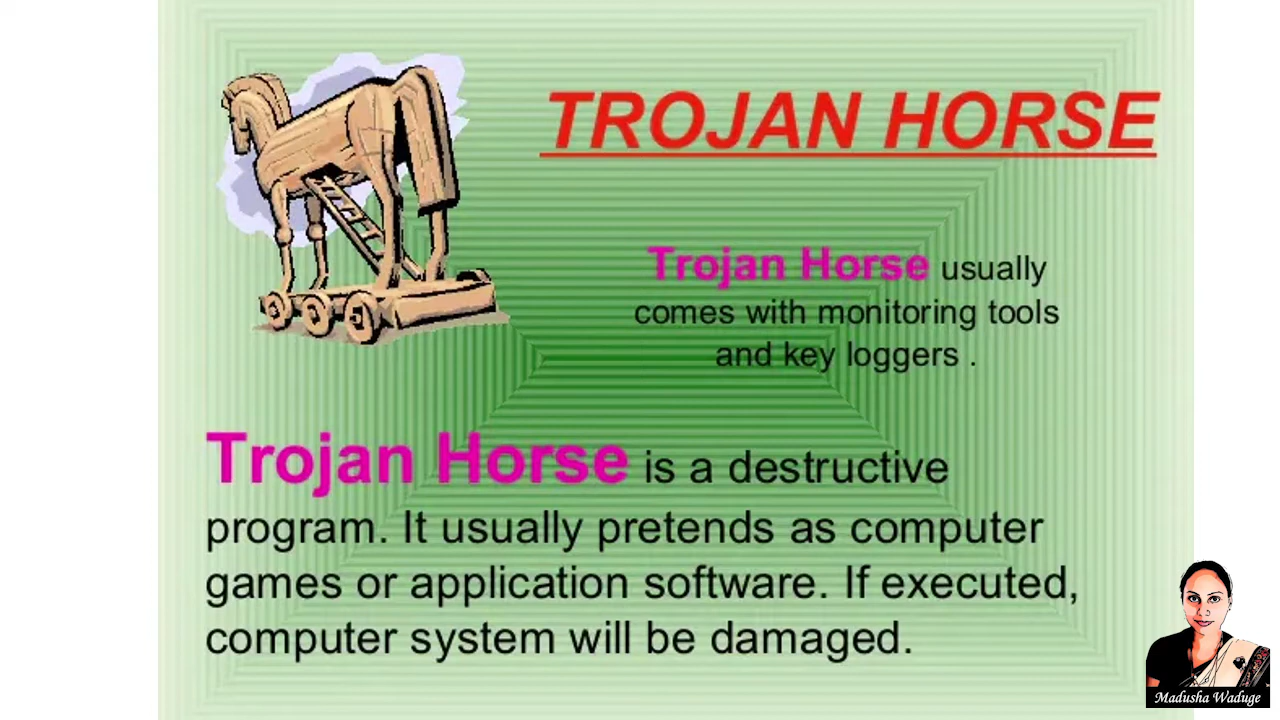 TROJAN HORSE
Trojan Horse usually
comes with monitoring tools
and key loggers .
Trojan Horse is a destructive
program. It usually pretends as computer
games or application software. If executed,
computer system will be damaged.
Madusha Waduge